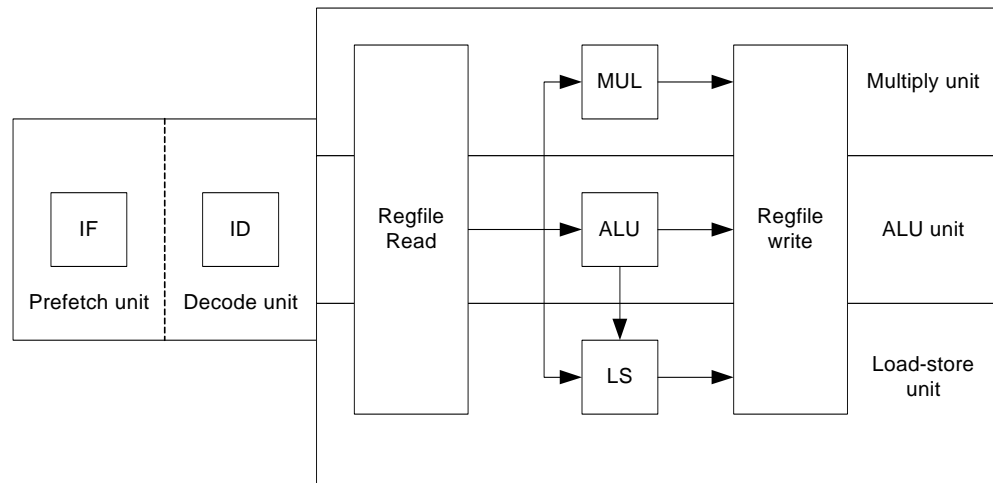 MUL
Multiply unit
IF
ID
Regfile
Read
ALU
Regfile
write
ALU unit
Prefetch unit
Decode unit
LS
Load-store
unit